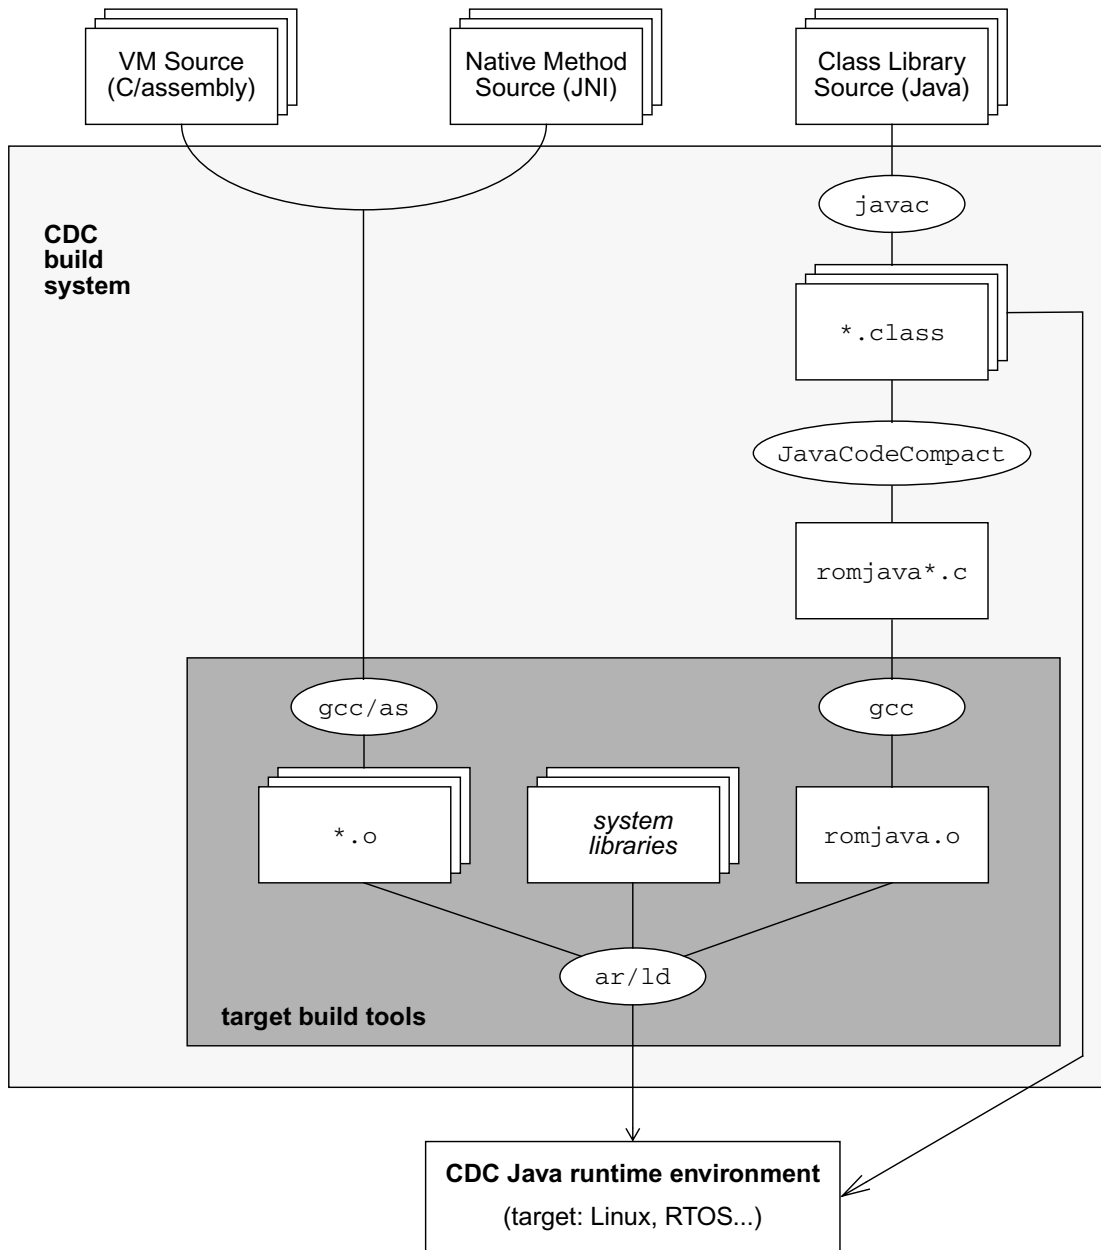 VM Source
(C/assembly)
Native Method
Source (JNI)
Class Library
Source (Java)
javac
CDC
build
system
*.class
JavaCodeCompact
romjava*.c
gcc/as
gcc
*.o
system
libraries
romjava.o
ar/ld
target build tools
CDC Java runtime environment
(target: Linux, RTOS...)